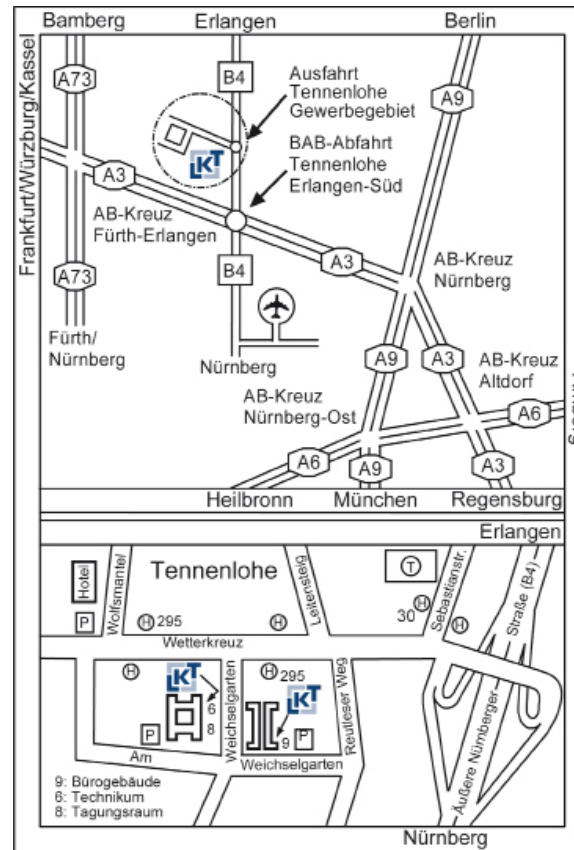 Bamberg
Erlangen
Berlin
Frankfurt/Würzburg/Kassel
A73
B4
A9
Ausfahrt
Tennenlohe
Gewerbegebiet
LKT
BAB-Abfahrt
Tennenlohe
Erlangen-Süd
A3
AB-Kreuz
Fürth-Erlangen
A3
AB-Kreuz
Nürnberg
A73
B4
Fürth/
Nürnberg
Nürnberg
A9
A3
AB-Kreuz
Altdorf
AB-Kreuz
Nürnberg-Ost
A6
A6
A9
A3
Heilbronn
München
Regensburg
Erlangen
Hotel
P
Wolfsmantel
Tennenlohe
Leitensteig
T
Sebastianstr.
Straße (B4)
H 295
H
30 H
H
Wetterkreuz
H
LKT
6
8
P
Weichselgarten
H 295
LKT
9
P
Reutleser Weg
Äußere Nürnberger
Am
Weichselgarten
9: Bürogebäude
6: Technikum
8: Tagungsraum
Nürnberg